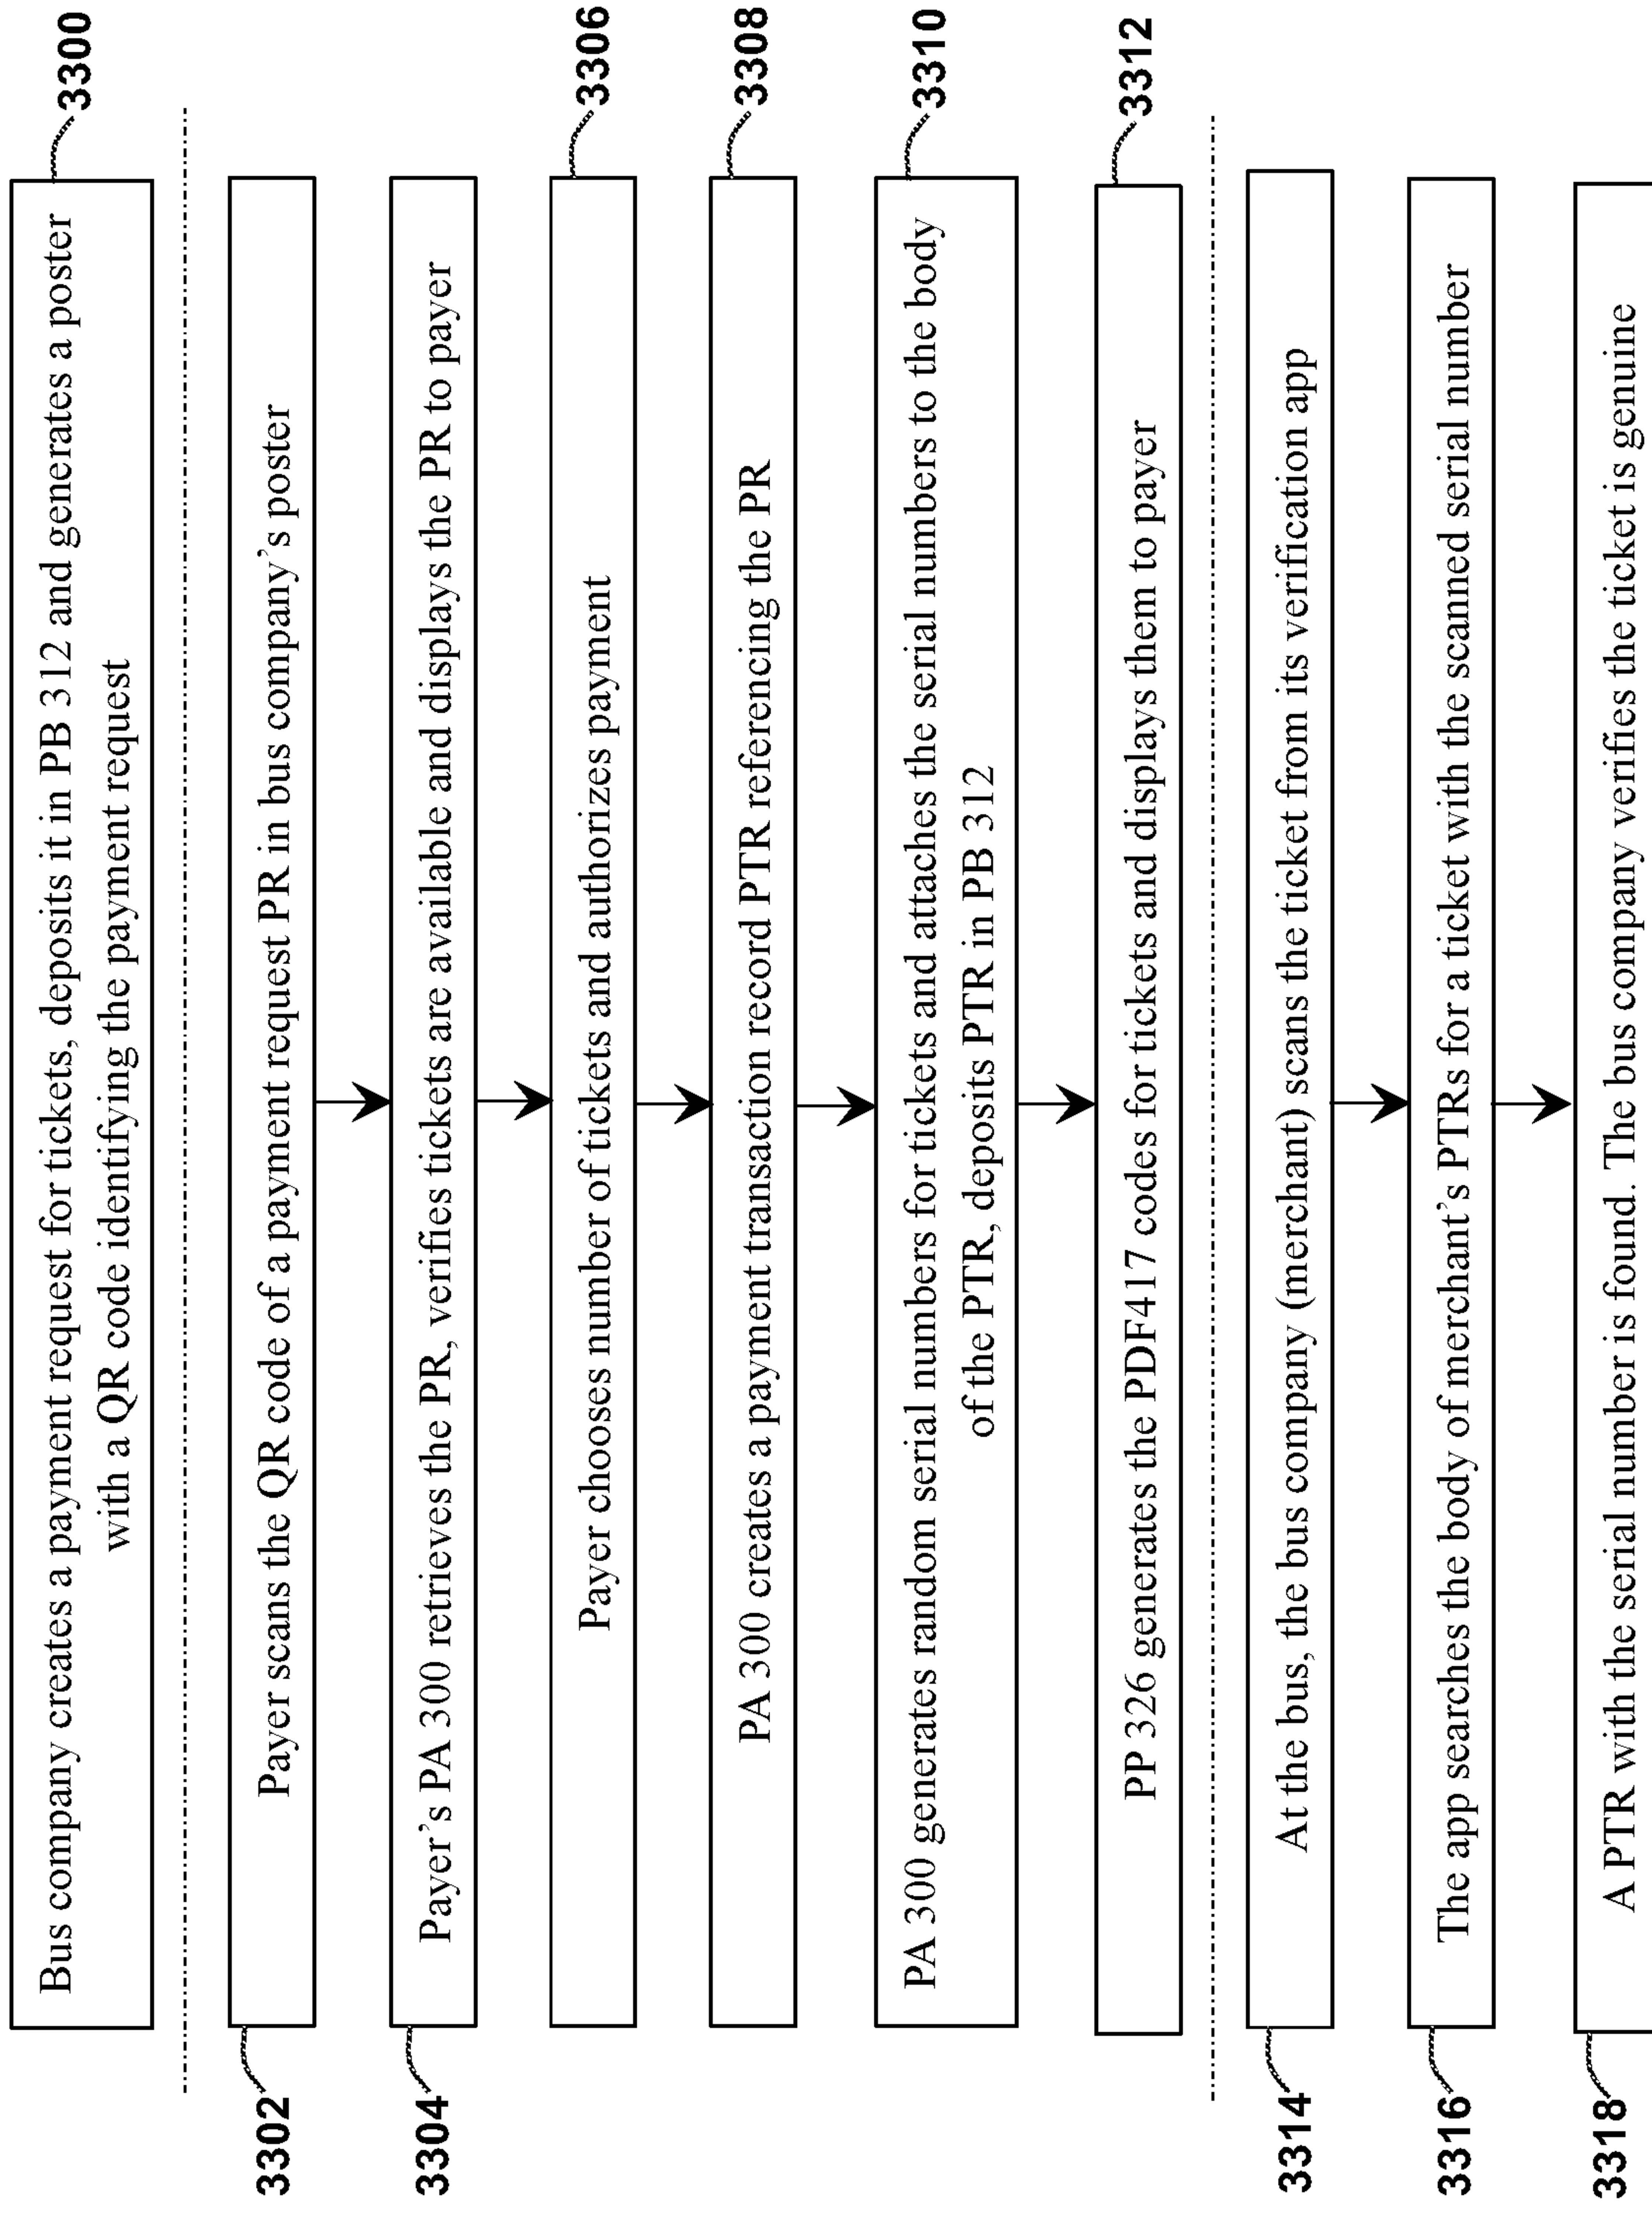 Bus company creates a payment request for tickets, deposits it in PB 312 and generates a poster
with a QR code identifying the payment request
3300
3302
Payer scans the QR code of a payment request PR in bus company’s poster
3304
Payer’s PA 300 retrieves the PR, verifies tickets are available and displays the PR to payer
Payer chooses number of tickets and authorizes payment
3306
PA 300 creates a payment transaction record PTR referencing the PR
3308
PA 300 generates random serial numbers for tickets and attaches the serial numbers to the body
of the PTR, deposits PTR in PB 312
3310
PP 326 generates the PDF417 codes for tickets and displays them to payer
3312
3314
At the bus, the bus company (merchant) scans the ticket from its verification app
3316
The app searches the body of merchant’s PTRs for a ticket with the scanned serial number
3318
A PTR with the serial number is found. The bus company verifies the ticket is genuine